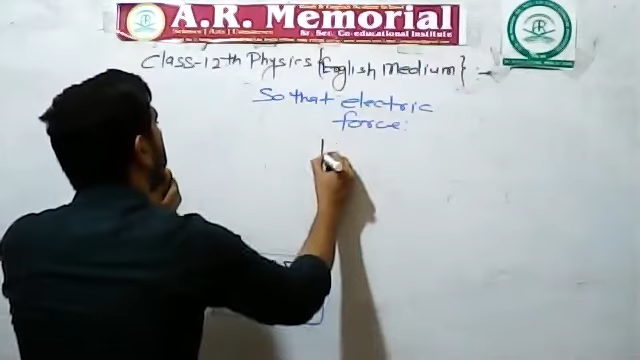 A.R. Memorial
Science | Arts | Commerce Sr. Sec. Co-educational Institute
Class-12th Physics {English Medium} :-
So that electric
force: